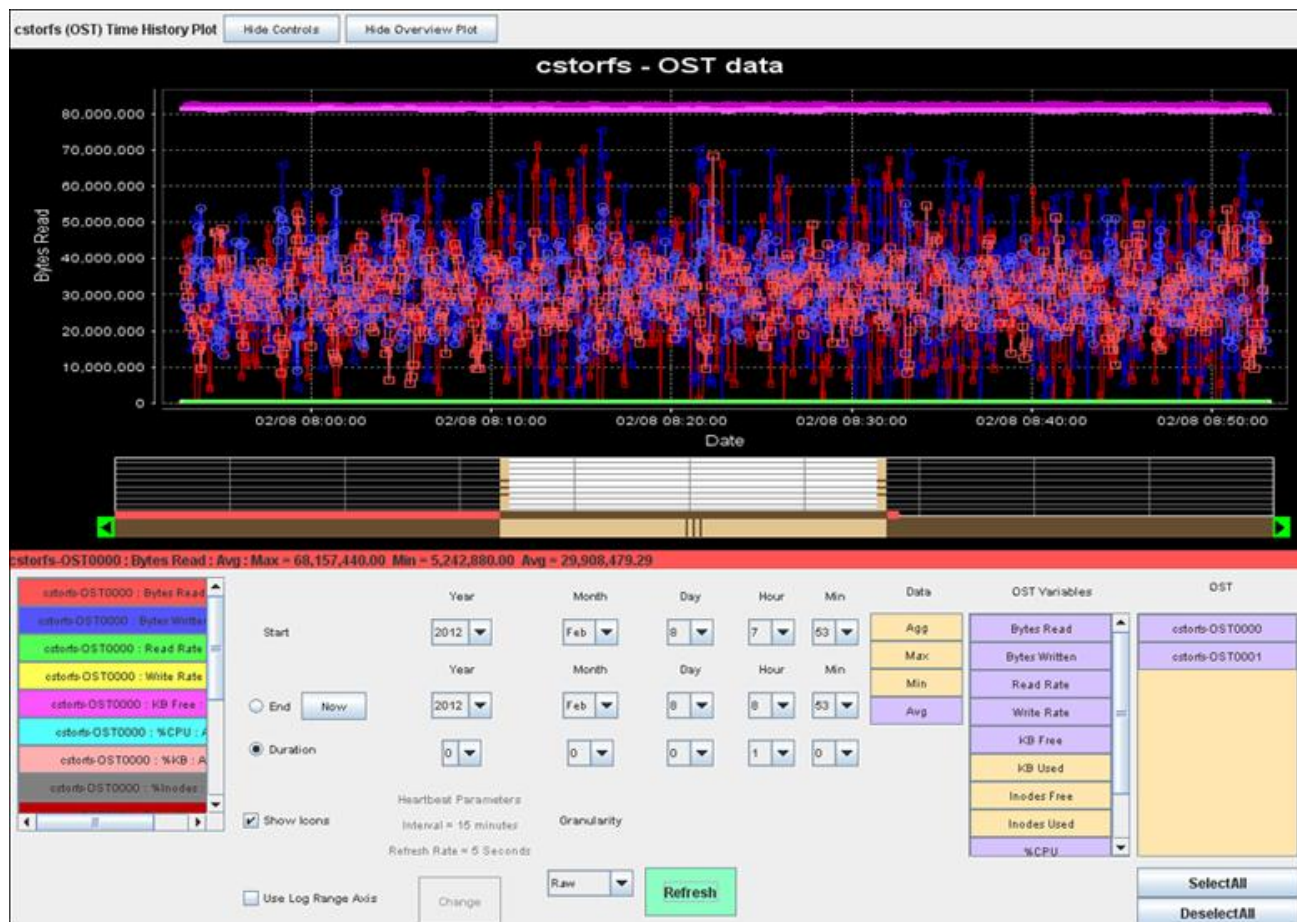 cstorfs (OST) Time History Plot Hide Controls Hide Overview Plot
cstorfs - OST data
Bytes Read
80,000,000
70,000,000
60,000,000
50,000,000
40,000,000
30,000,000
20,000,000
10,000,000
0
02/08 08:00:00 02/08 08:10:00 02/08 08:20:00 02/08 08:30:00 02/08 08:40:00 02/08 08:50:00
Date
cstorfs-OST0000 : Bytes Read : Avg : Max = 68,157,440.00 Min = 5,242,880.00 Avg = 29,908,479.29
cstorfs-OST0000 : Bytes Read
cstorfs-OST0000 : Bytes Written
cstorfs-OST0000 : Read Rate
cstorfs-OST0000 : Write Rate
cstorfs-OST0000 : KB Free :
cstorfs-OST0000 : %CPU : A
cstorfs-OST0000 : %KB : A
cstorfs-OST0000 : %Inodes :
Year Month Day Hour Min
Start 2012 Feb 8 7 53
Year Month Day Hour Min
End Now 2012 Feb 8 8 53
Duration 0 0 0 1 0
Show Icons
Heartbeat Parameters
Interval = 15 minutes
Refresh Rate = 5 Seconds
Granularity
Use Log Range Axis Change Raw Refresh
Data
Agg
Max
Min
Avg
OST Variables
Bytes Read
Bytes Written
Read Rate
Write Rate
KB Free
KB Used
Inodes Free
Inodes Used
%CPU
OST
cstorfs-OST0000
cstorfs-OST0001
SelectAll
DeselectAll